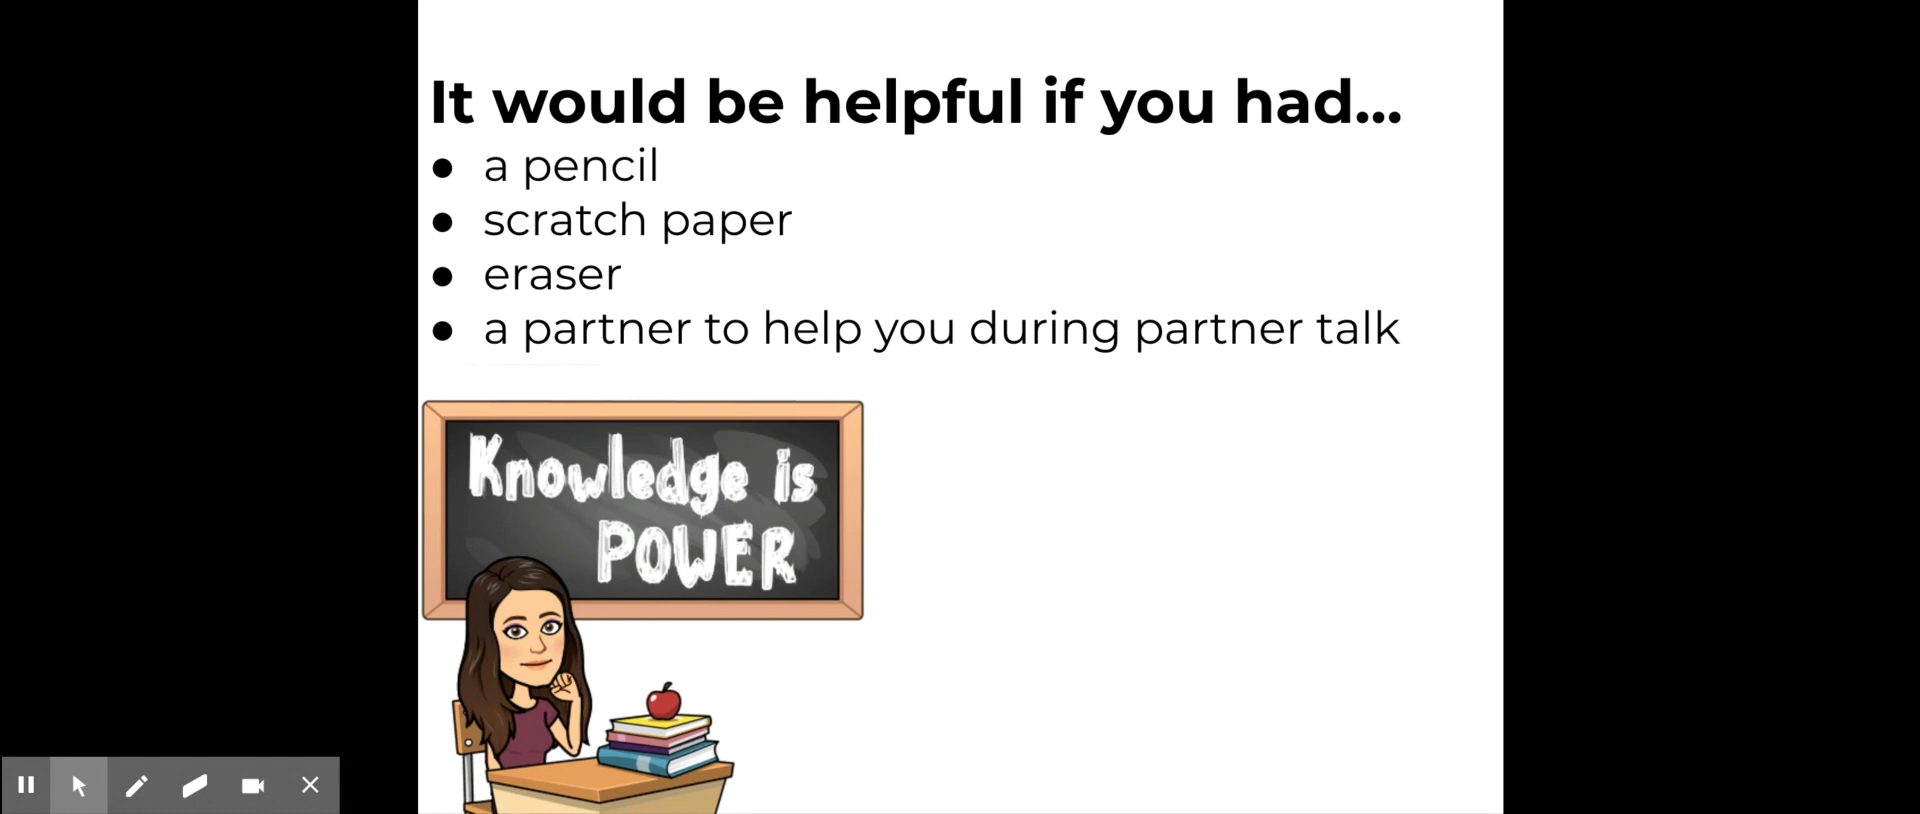 It would be helpful if you had...
● a pencil
● scratch paper
● eraser
● a partner to help you during partner talk
Knowledge is
POWER